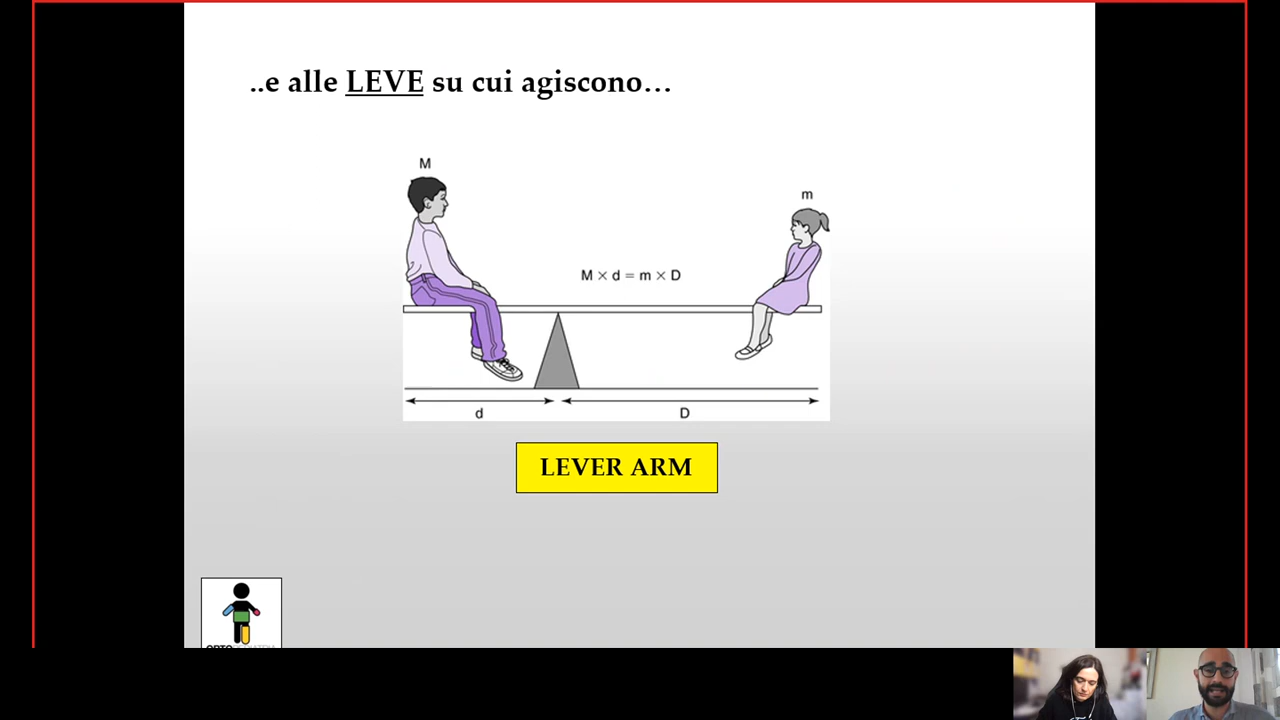 ..e alle LEVE su cui agiscono…
M
m
M × d = m × D
d
D
LEVER ARM